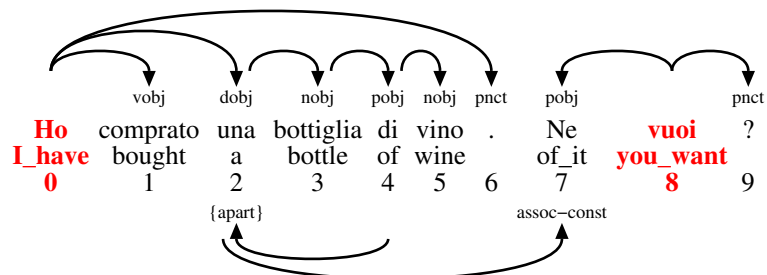 vobj dobj nobj pobj nobj pnct pobj pnct
Ho comprato una bottiglia di vino . Ne vuoi ?
I_have bought a bottle of wine of_it you_want
0 1 2 3 4 5 6 7 8 9
{apart} assoc−const